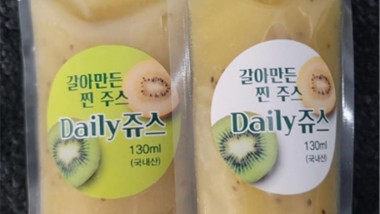 갈아만든
찐 주스
Daily쥬스
130ml
(국내산)
갈아만든
찐 주스
Daily쥬스
130ml
(국내산)